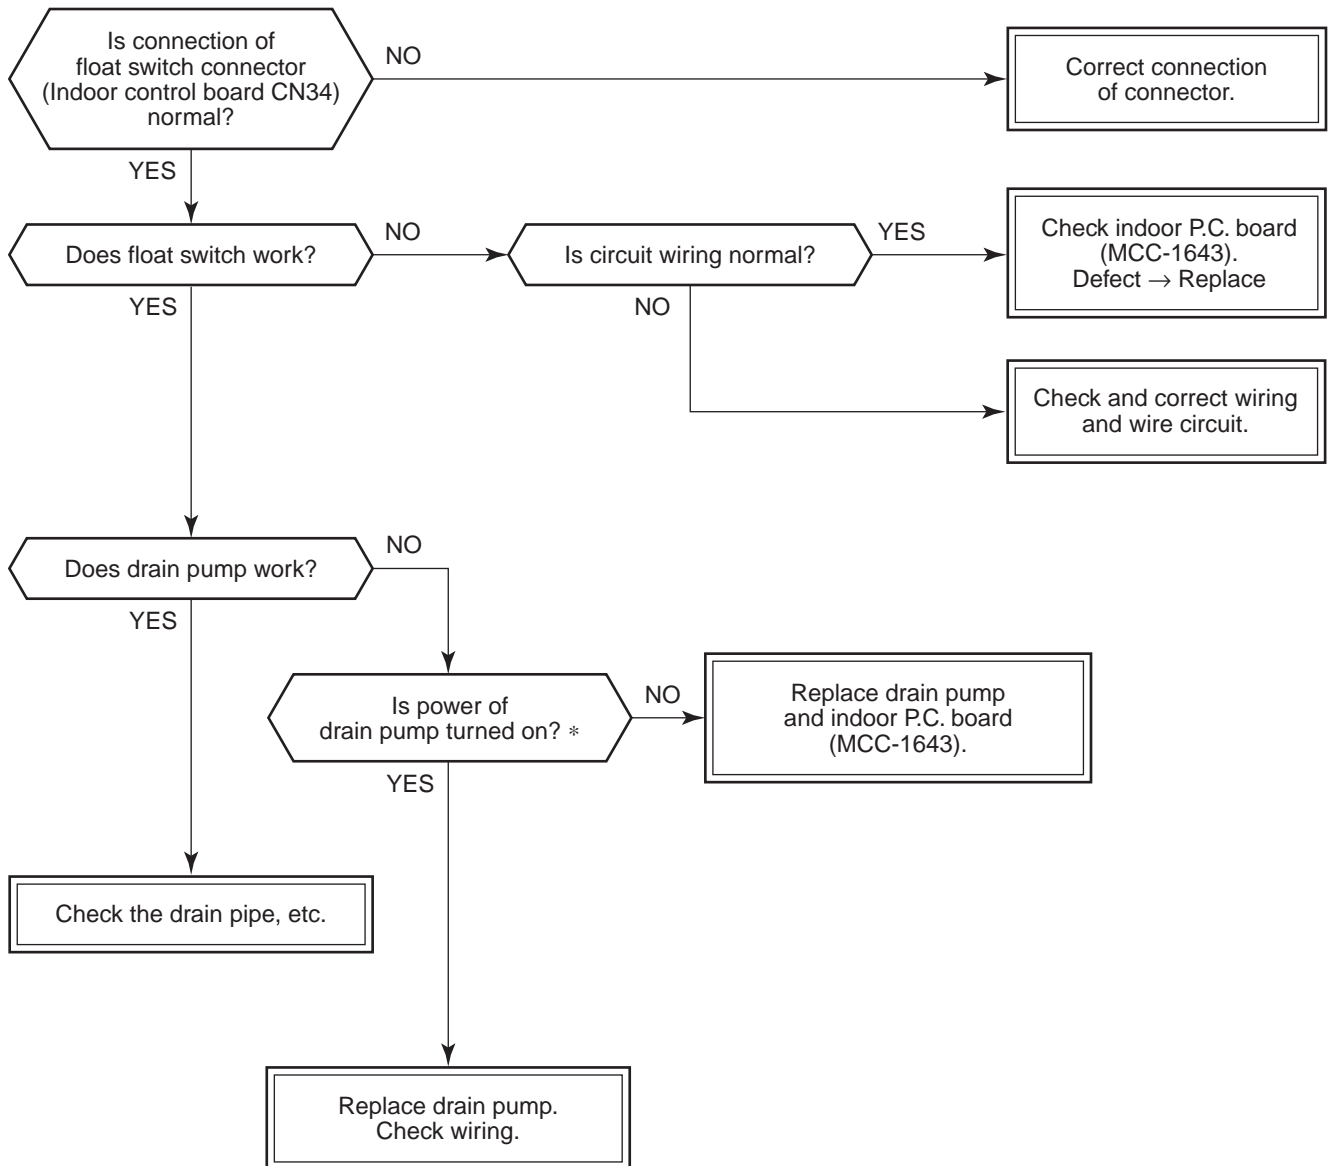 Is connection of
float switch connector
(Indoor control board CN34)
normal?
NO
Correct connection
of connector.
YES
Does float switch work?
NO
Is circuit wiring normal?
YES
Check indoor P.C. board
(MCC-1643).
Defect → Replace
YES
NO
Check and correct wiring
and wire circuit.
Does drain pump work?
NO
YES
Is power of
drain pump turned on? *
NO
Replace drain pump
and indoor P.C. board
(MCC-1643).
YES
Check the drain pipe, etc.
Replace drain pump.
Check wiring.